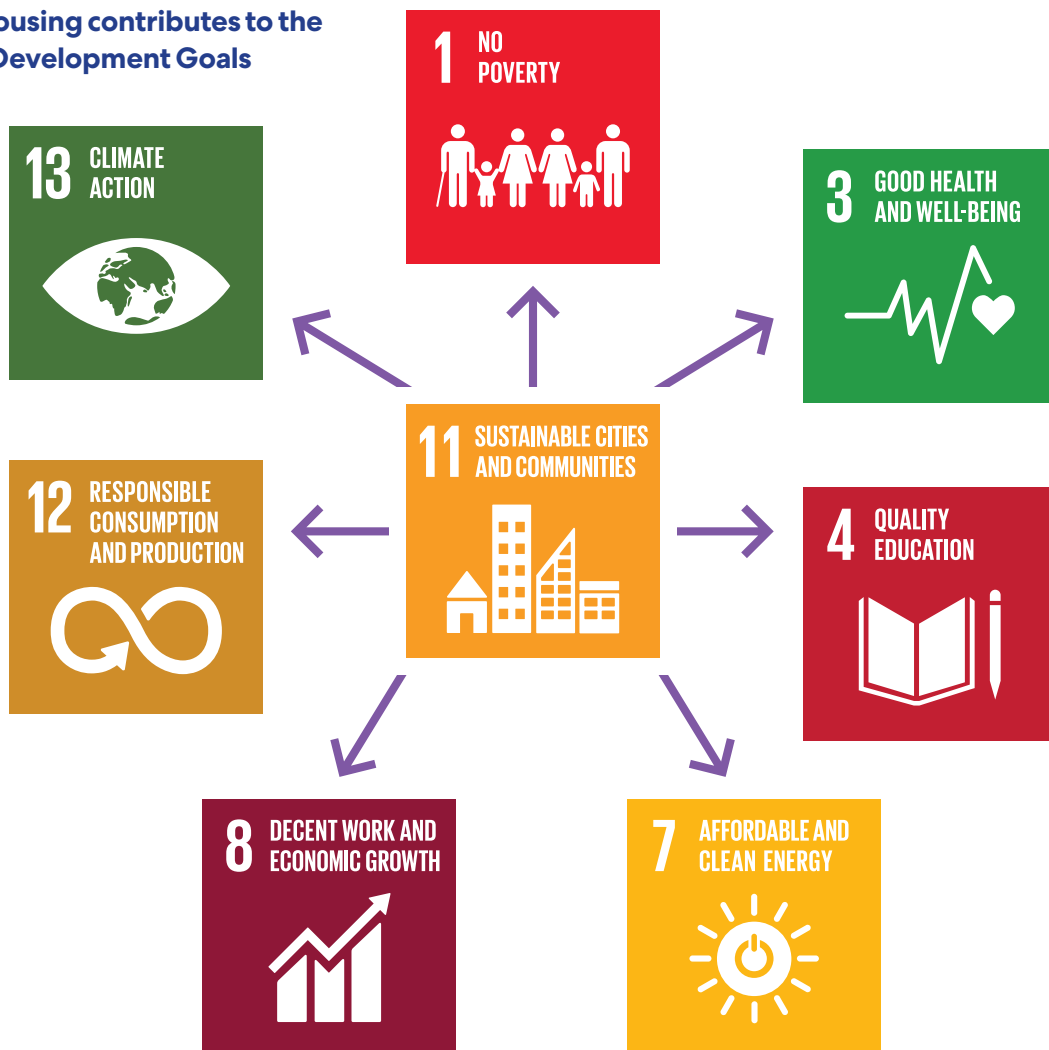 ousing contributes to the
Development Goals
1 NO
POVERTY
13 CLIMATE
ACTION
3 GOOD HEALTH
AND WELL-BEING
11 SUSTAINABLE CITIES
AND COMMUNITIES
12 RESPONSIBLE
CONSUMPTION
AND PRODUCTION
4 QUALITY
EDUCATION
8 DECENT WORK AND
ECONOMIC GROWTH
7 AFFORDABLE AND
CLEAN ENERGY